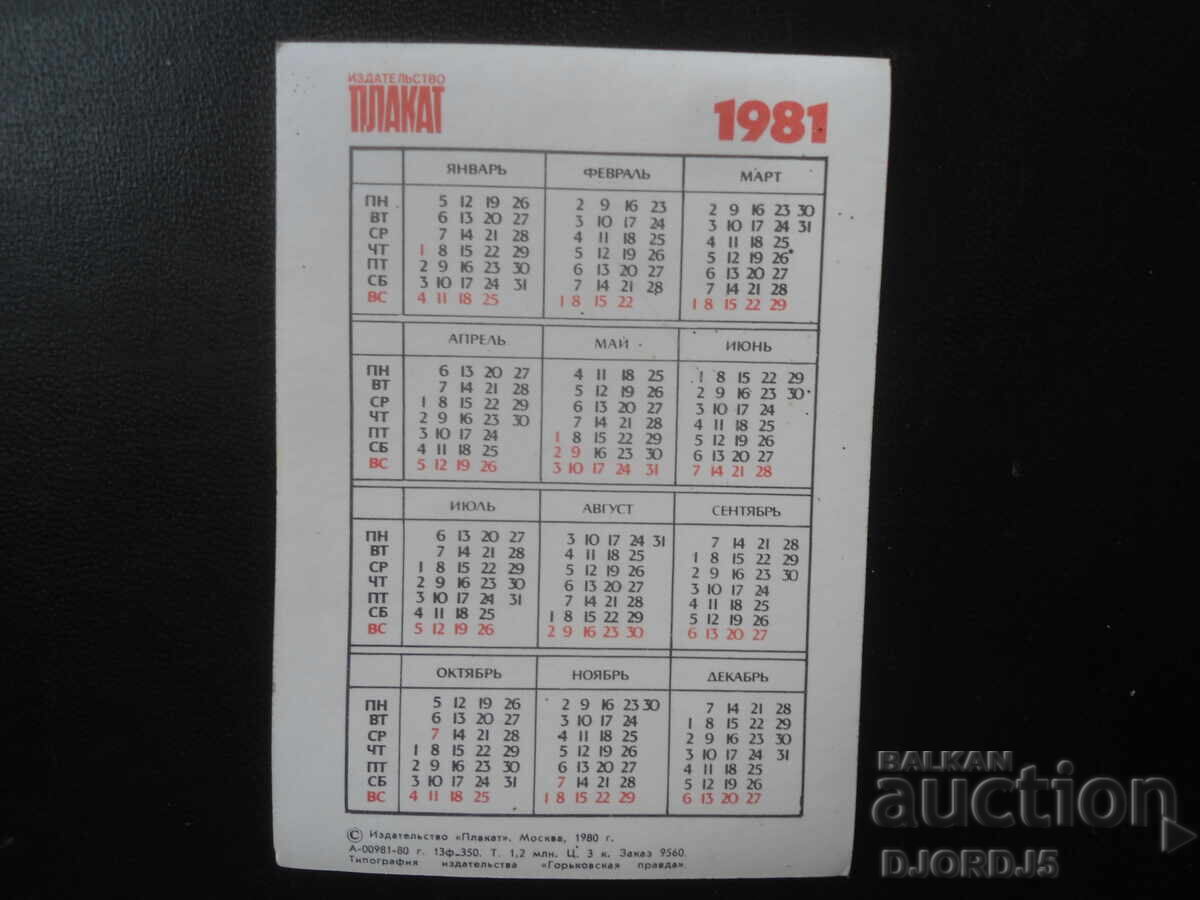 ИЗДАТЕЛЬСТВО
ПЛАКАТ
1981
ЯНВАРЬ ФЕВРАЛЬ МАРТ
ПН 5 12 19 26 2 9 16 23 2 9 16 23 30
ВТ 6 13 20 27 3 10 17 24 3 10 17 24 31
СР 7 14 21 28 4 11 18 25 4 11 18 25
ЧТ 1 8 15 22 29 5 12 19 26 5 12 19 26
ПТ 2 9 16 23 30 6 13 20 27 6 13 20 27
СБ 3 10 17 24 31 7 14 21 28 7 14 21 28
ВС 4 11 18 25 1 8 15 22 1 8 15 22 29
АПРЕЛЬ МАЙ ИЮНЬ
ПН 6 13 20 27 4 11 18 25 1 8 15 22 29
ВТ 7 14 21 28 5 12 19 26 2 9 16 23 30
СР 1 8 15 22 29 6 13 20 27 3 10 17 24
ЧТ 2 9 16 23 30 7 14 21 28 4 11 18 25
ПТ 3 10 17 24 1 8 15 22 29 5 12 19 26
СБ 4 11 18 25 2 9 16 23 30 6 13 20 27
ВС 5 12 19 26 3 10 17 24 31 7 14 21 28
ИЮЛЬ АВГУСТ СЕНТЯБРЬ
ПН 6 13 20 27 3 10 17 24 31 7 14 21 28
ВТ 7 14 21 28 4 11 18 25 1 8 15 22 29
СР 1 8 15 22 29 5 12 19 26 2 9 16 23 30
ЧТ 2 9 16 23 30 6 13 20 27 3 10 17 24
ПТ 3 10 17 24 31 7 14 21 28 4 11 18 25
СБ 4 11 18 25 1 8 15 22 29 5 12 19 26
ВС 5 12 19 26 2 9 16 23 30 6 13 20 27
ОКТЯБРЬ НОЯБРЬ ДЕКАБРЬ
ПН 5 12 19 26 2 9 16 23 30 7 14 21 28
ВТ 6 13 20 27 3 10 17 24 1 8 15 22 29
СР 7 14 21 28 4 11 18 25 2 9 16 23 30
ЧТ 1 8 15 22 29 5 12 19 26 3 10 17 24 31
ПТ 2 9 16 23 30 6 13 20 27 4 11 18 25
СБ 3 10 17 24 31 7 14 21 28 5 12 19 26
ВС 4 11 18 25 1 8 15 22 29 6 13 20 27
© Издательство «Плакат». Москва, 1980 г.
А-00981-80 г. 13ф-350. Т. 1,2 млн. Ц. 3 к. Заказ 9560.
Типография издательства «Горьковская правда».
BALKAN
auction
DJORDJ5